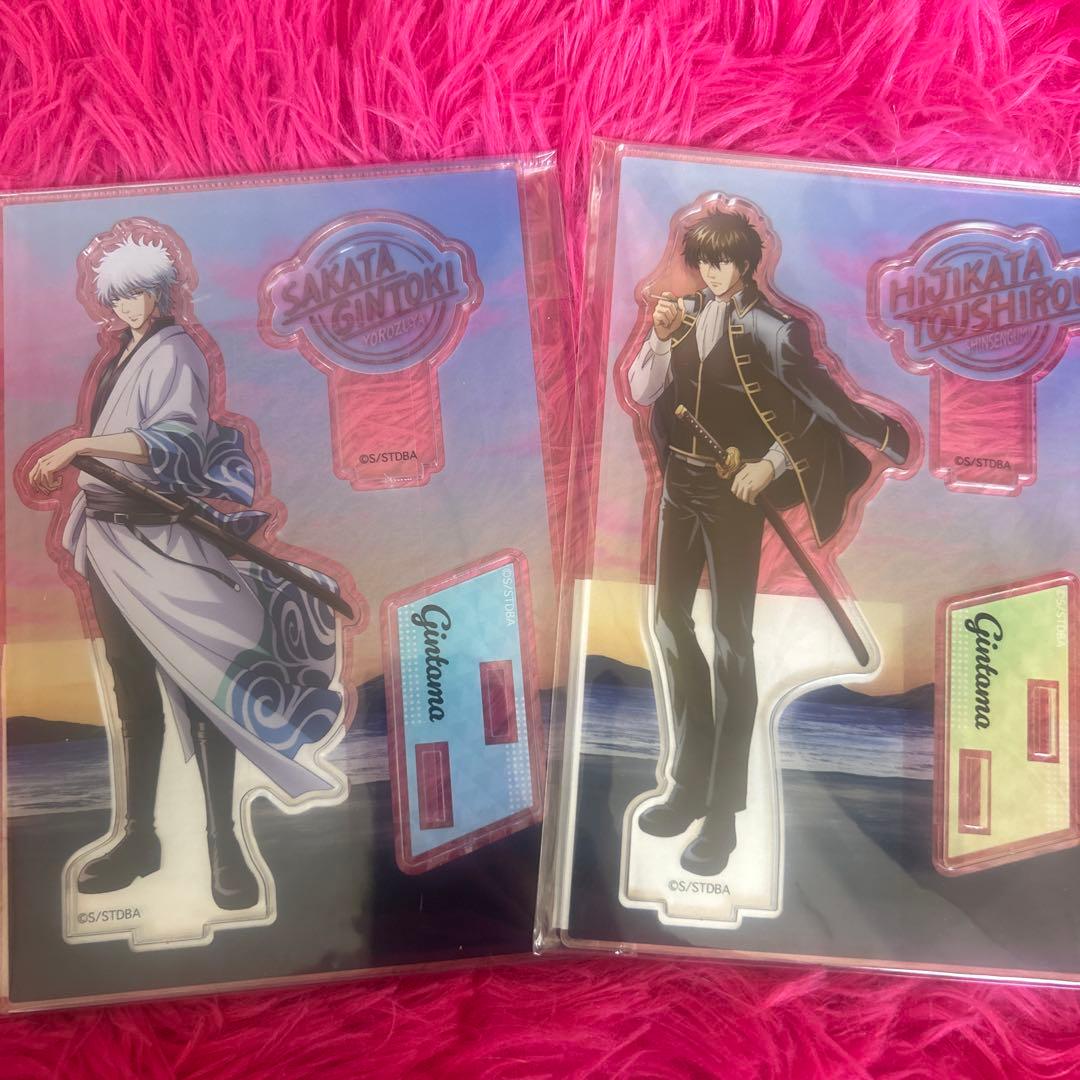 SAKATA
GINTOKI
YOROZUYA
©S/STDBA
©S/STDBA
Gintama
©S/STDBA
HIJIKATA
TOUSHIROU
SHINSENGUMI
©S/STDBA
©S/STDBA
Gintama
©S/STDBA